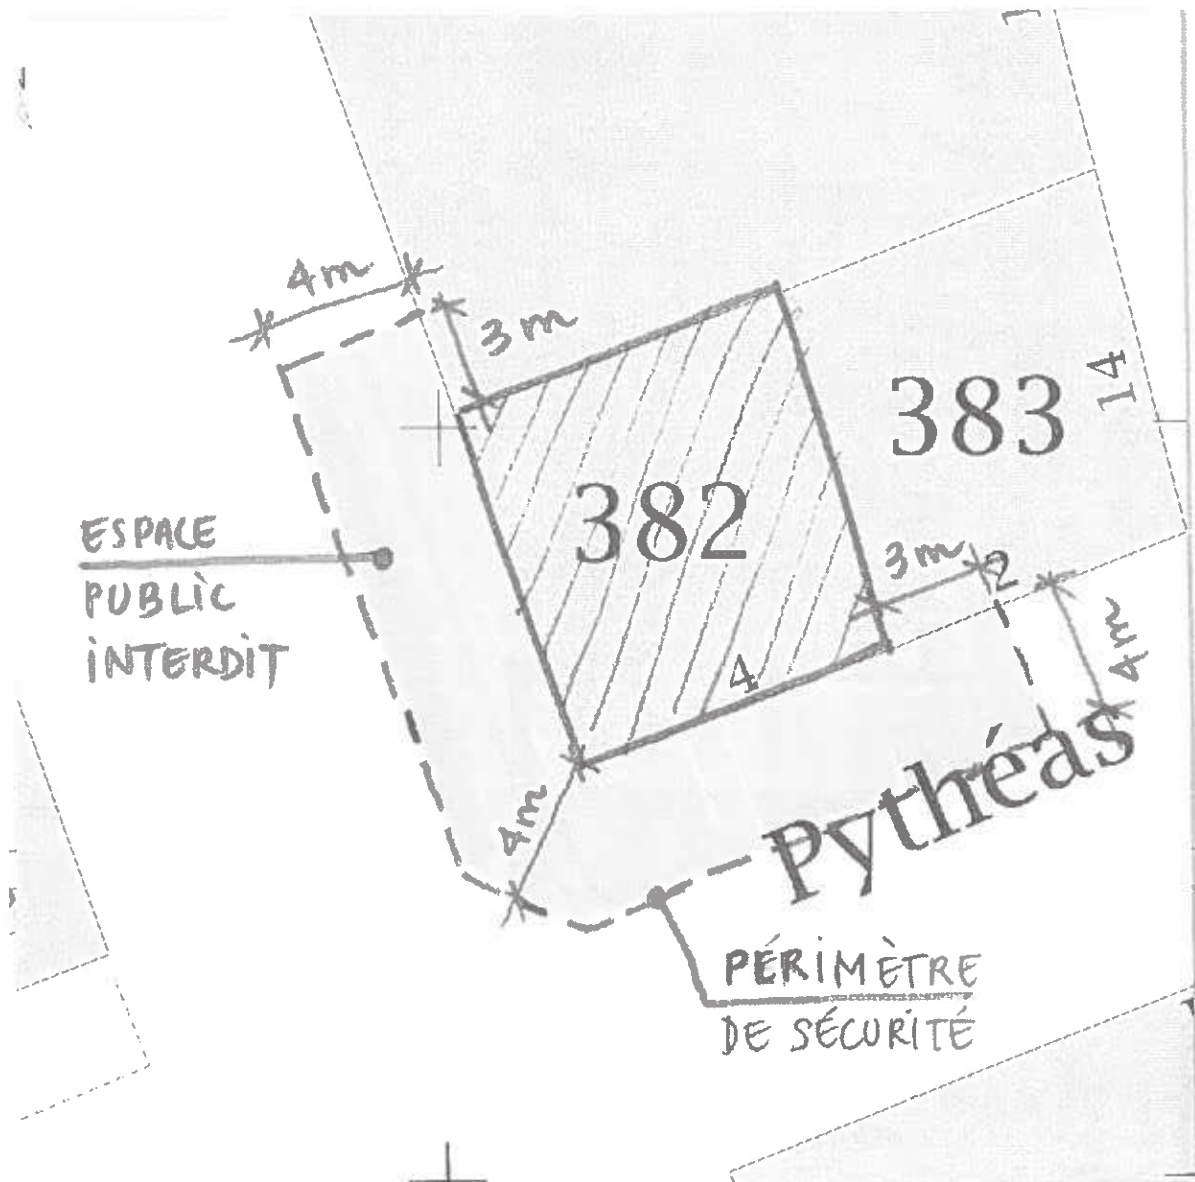 4m
3m
383
14
382
ESPACE
PUBLIC
INTERDIT
3m
2
4m
4
4m
Pythéas
PÉRIMÈTRE
DE SÉCURITÉ